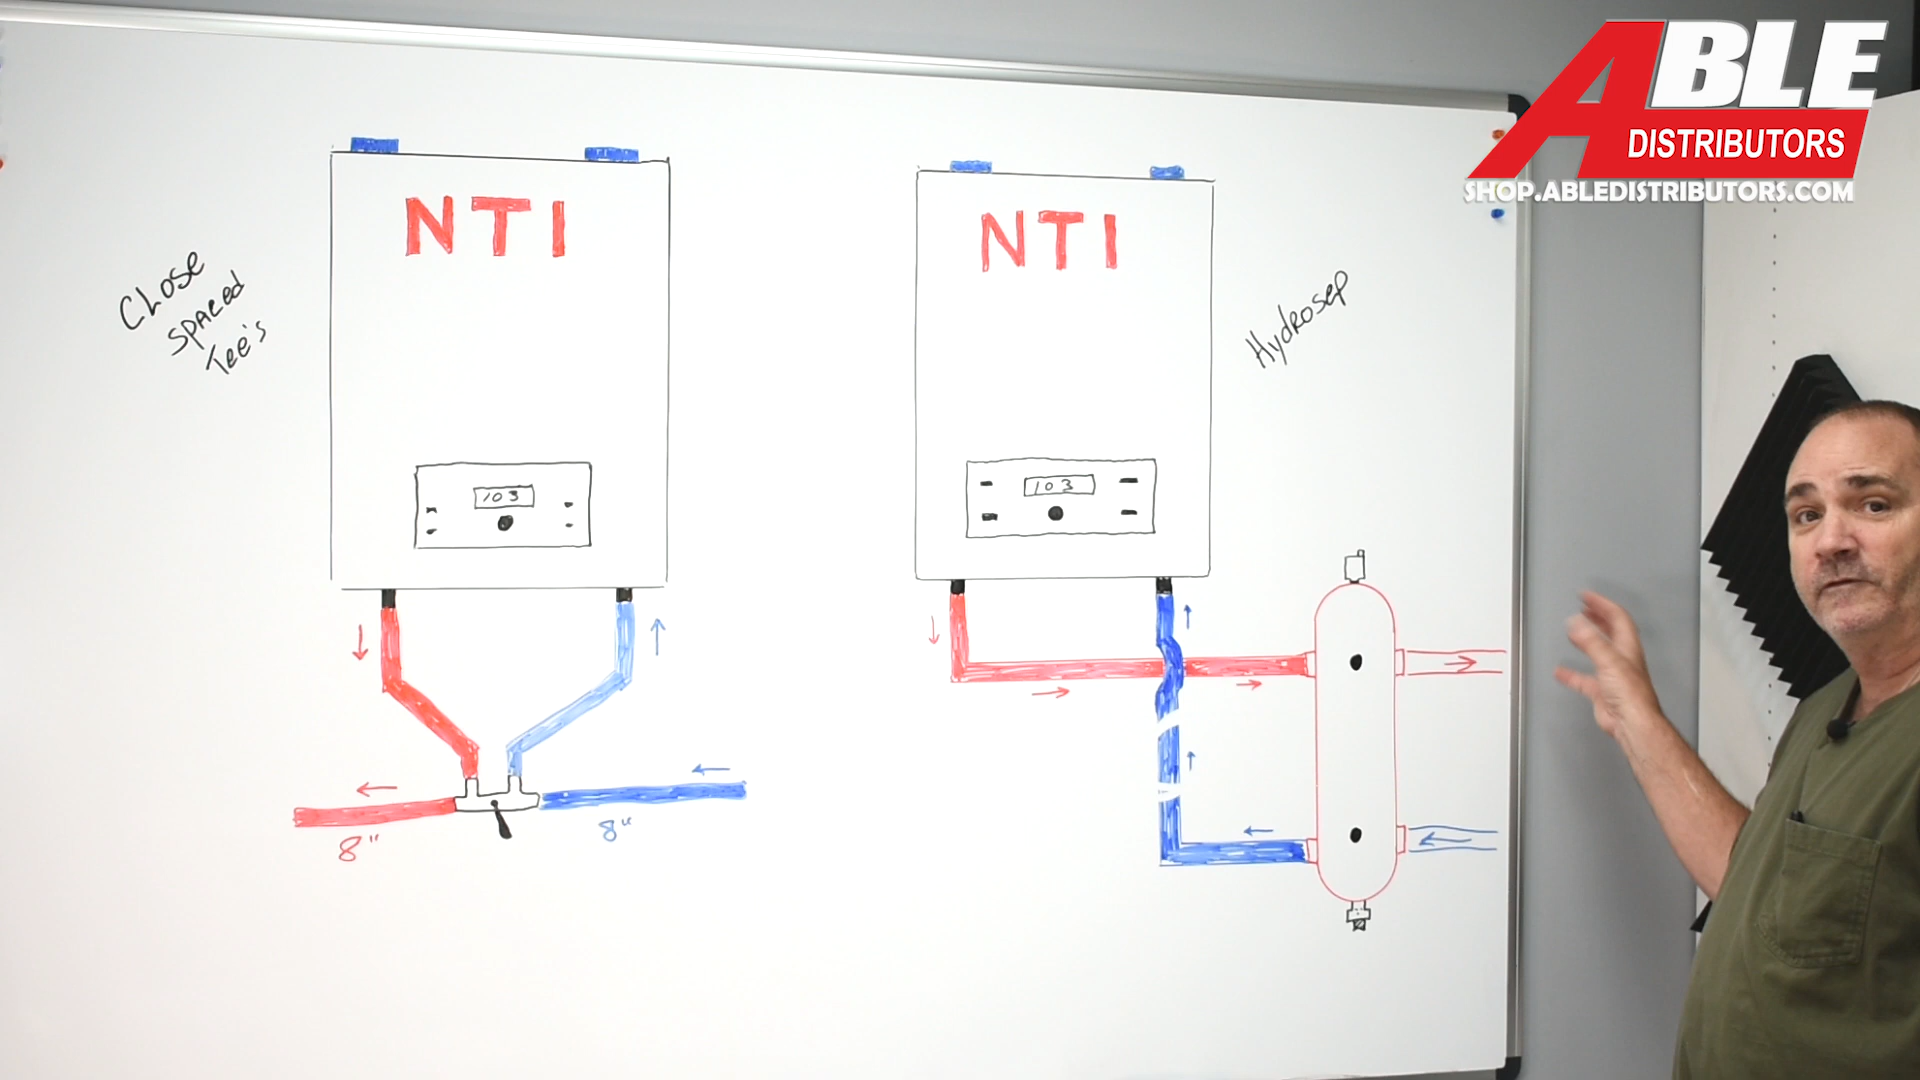 ABLE
DISTRIBUTORS
SHOP.ABLEDISTRIBUTORS.COM
NTI
NTI
CLOSE
SPACED
Tee's
HydROSEP
103
103
8"
8"